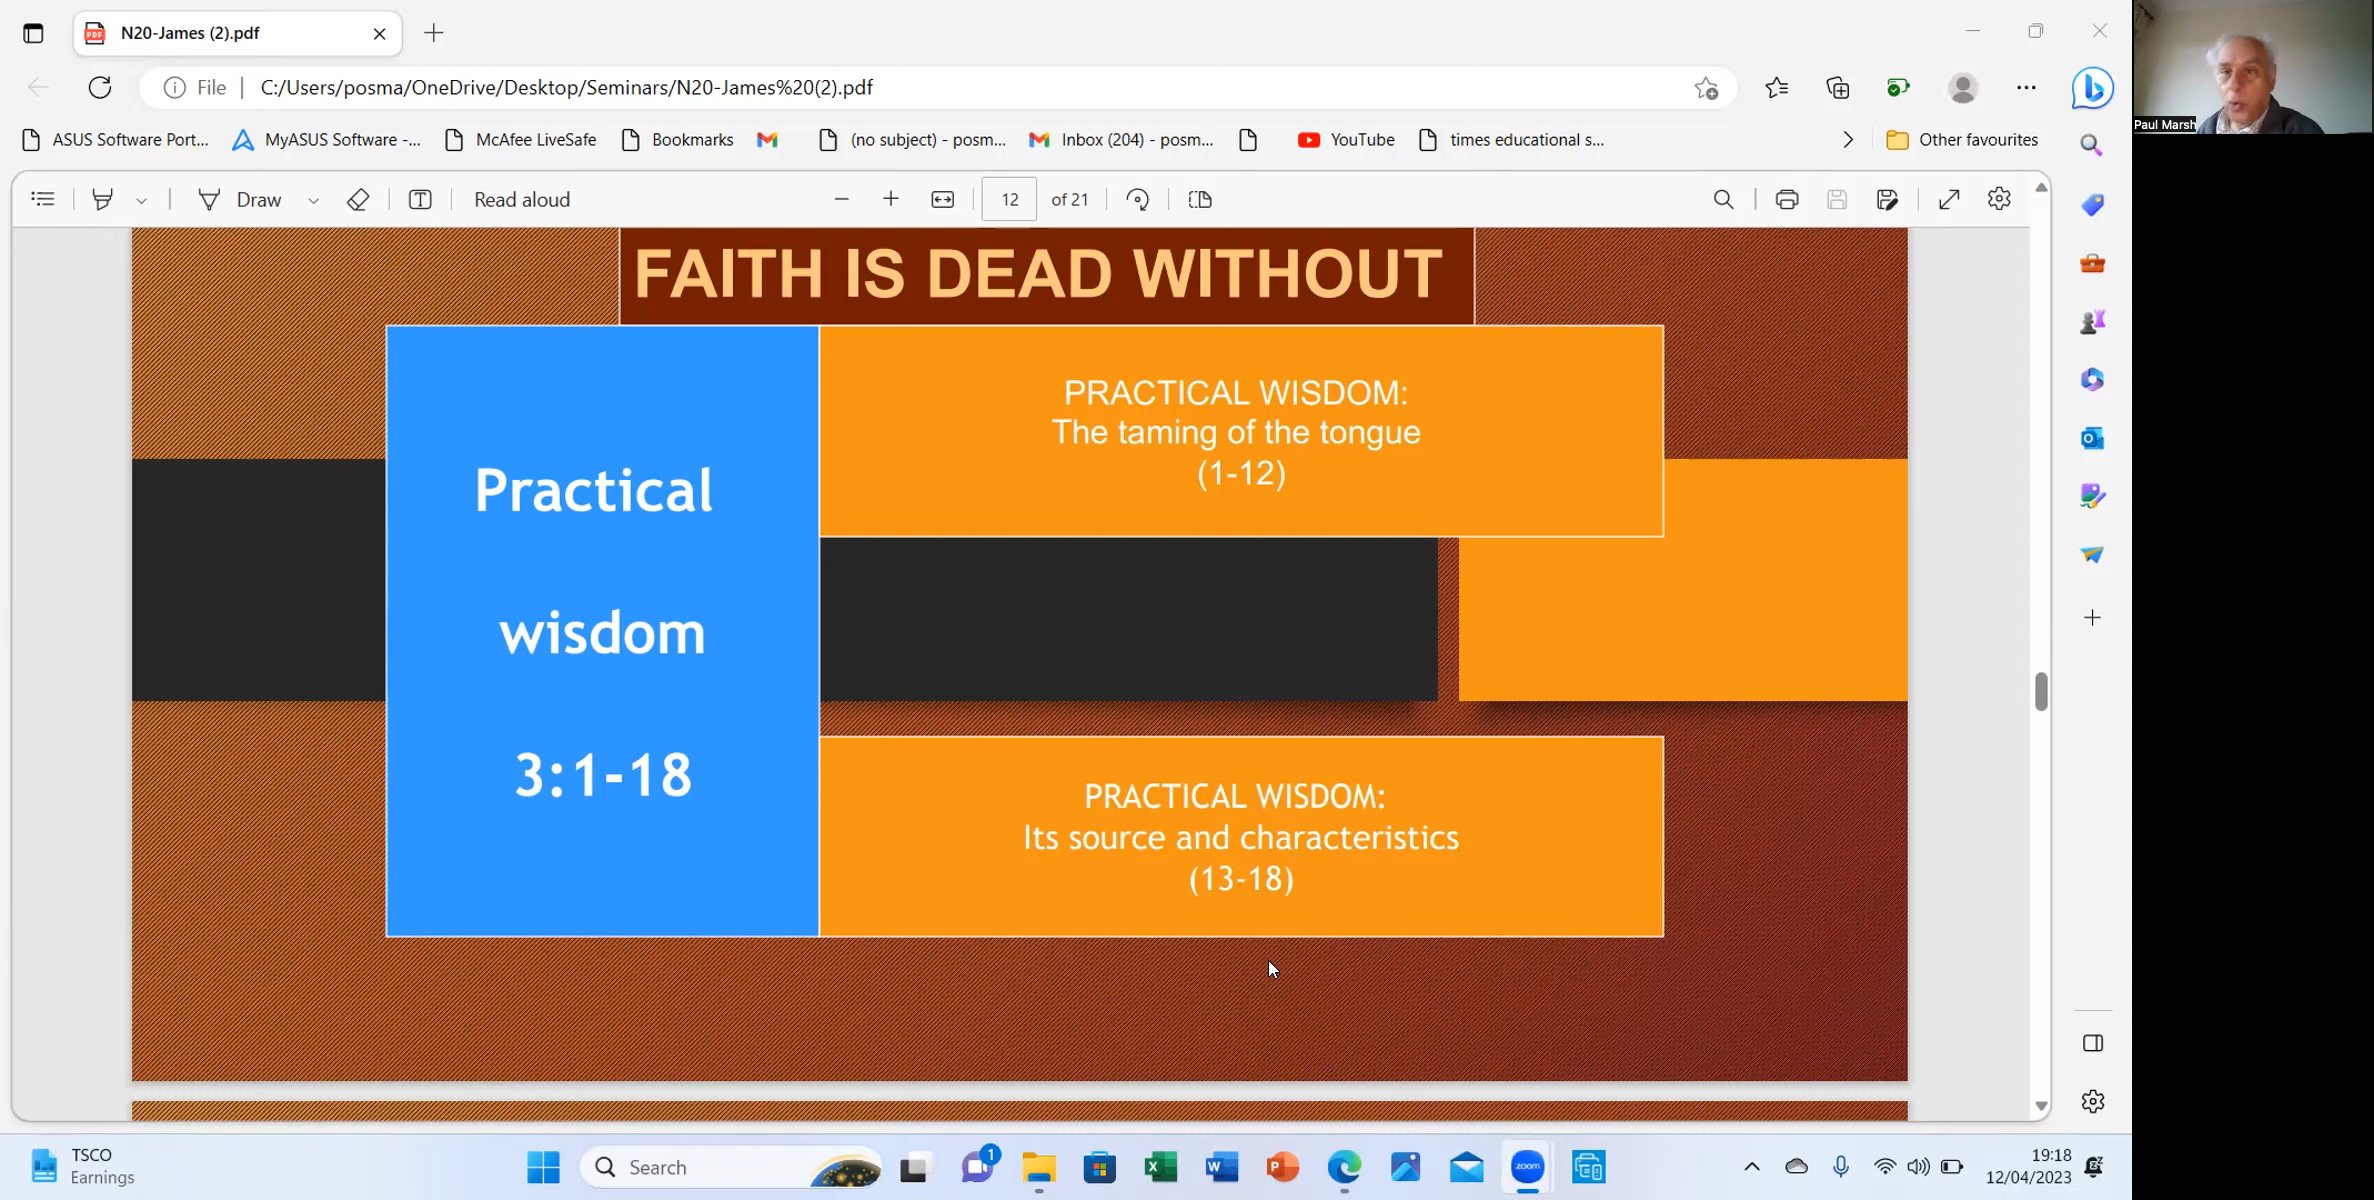 N20-James (2).pdf
File
C:/Users/posma/OneDrive/Desktop/Seminars/N20-James%20(2).pdf
Paul Marsh
ASUS Software Port...
MyASUS Software -...
McAfee LiveSafe
Bookmarks
(no subject) - posm...
Inbox (204) - posm...
YouTube
times educational s...
Other favourites
Draw
Read aloud
12
of 21
FAITH IS DEAD WITHOUT
Practical
wisdom
3:1-18
PRACTICAL WISDOM:
The taming of the tongue
(1-12)
PRACTICAL WISDOM:
Its source and characteristics
(13-18)
TSCO
Earnings
Search
1
zoom
19:18
12/04/2023